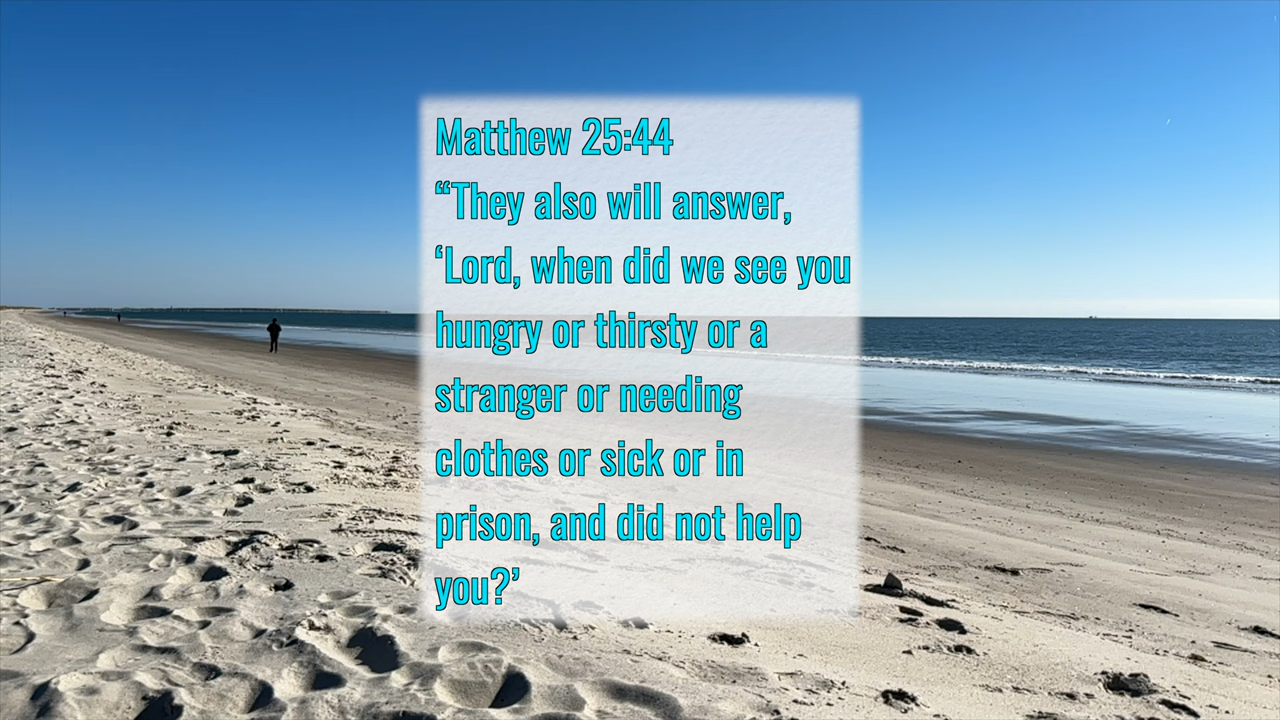 Matthew 25:44
“They also will answer,
‘Lord, when did we see you
hungry or thirsty or a
stranger or needing
clothes or sick or in
prison, and did not help
you?’